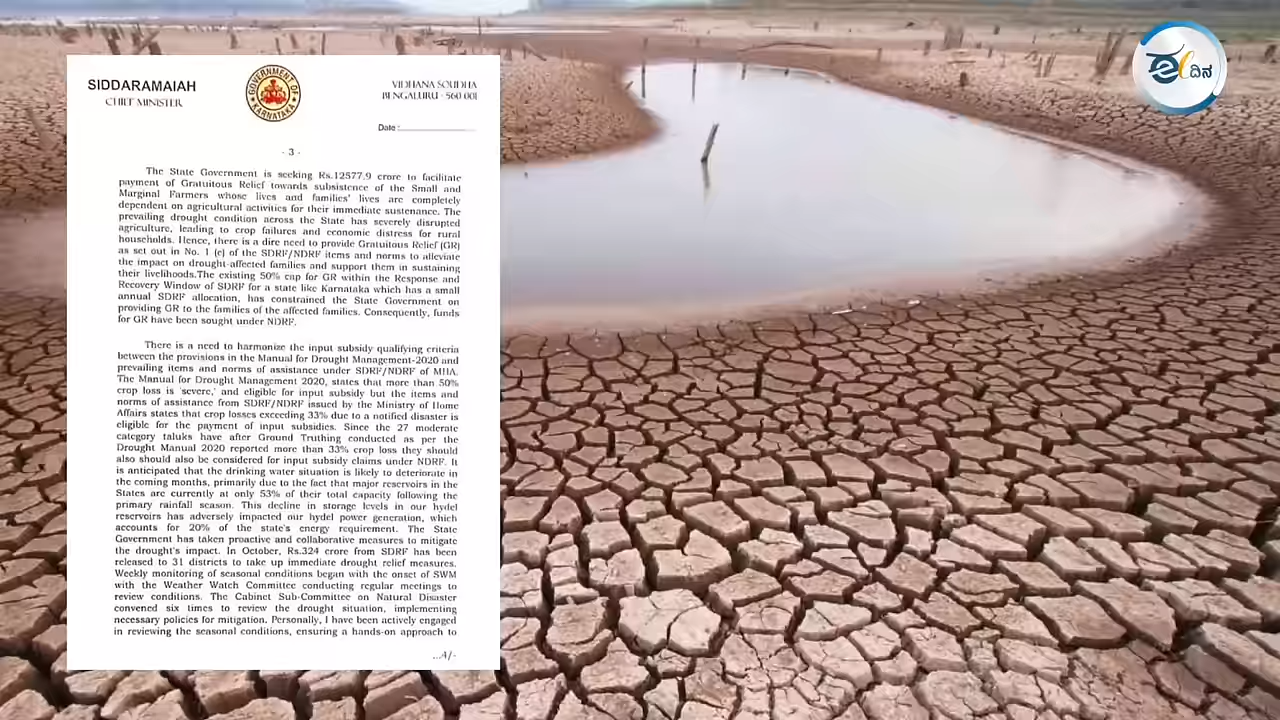 SIDDARAMAIAH
CHIEF MINISTER
GOVERNMENT OF
KARNATAKA
VIDHANA SOUDHA
BENGALURU - 560 001
Date :
ಈ ದಿನ
- 3 -
The State Government is seeking Rs.12577.9 crore to facilitate
payment of Gratuitous Relief towards subsistence of the Small and
Marginal Farmers whose lives and families' lives are completely
dependent on agricultural activities for their immediate sustenance. The
prevailing drought condition across the State has severely disrupted
agriculture, leading to crop failures and economic distress for rural
households. Hence, there is a dire need to provide Gratuitous Relief (GR)
as set out in No. 1 (e) of the SDRF/NDRF items and norms to alleviate
the impact on drought-affected families and support them in sustaining
their livelihoods.The existing 50% cap for GR within the Response and
Recovery Window of SDRF for a state like Karnataka which has a small
annual SDRF allocation, has constrained the State Government on
providing GR to the families of the affected families. Consequently, funds
for GR have been sought under NDRF.
There is a need to harmonize the input subsidy qualifying criteria
between the provisions in the Manual for Drought Management-2020 and
prevailing items and norms of assistance under SDRF/NDRF of MHA.
The Manual for Drought Management 2020, states that more than 50%
crop loss is 'severe,' and eligible for input subsidy but the items and
norms of assistance from SDRF/NDRF issued by the Ministry of Home
Affairs states that crop losses exceeding 33% due to a notified disaster is
eligible for the payment of input subsidies. Since the 27 moderate
category taluks have after Ground Truthing conducted as per the
Drought Manual 2020 reported more than 33% crop loss they should
also should also be considered for input subsidy claims under NDRF. It
is anticipated that the drinking water situation is likely to deteriorate in
the coming months, primarily due to the fact that major reservoirs in the
States are currently at only 53% of their total capacity following the
primary rainfall season. This decline in storage levels in our hydel
reservoirs has adversely impacted our hydel power generation, which
accounts for 20% of the state's energy requirement. The State
Government has taken proactive and collaborative measures to mitigate
the drought's impact. In October, Rs.324 crore from SDRF has been
released to 31 districts to take up immediate drought relief measures.
Weekly monitoring of seasonal conditions began with the onset of SWM
with the Weather Watch Committee conducting regular meetings to
review conditions. The Cabinet Sub-Committee on Natural Disaster
convened six times to review the drought situation, implementing
necessary policies for mitigation. Personally, I have been actively engaged
in reviewing the seasonal conditions, ensuring a hands-on approach to
...4/-